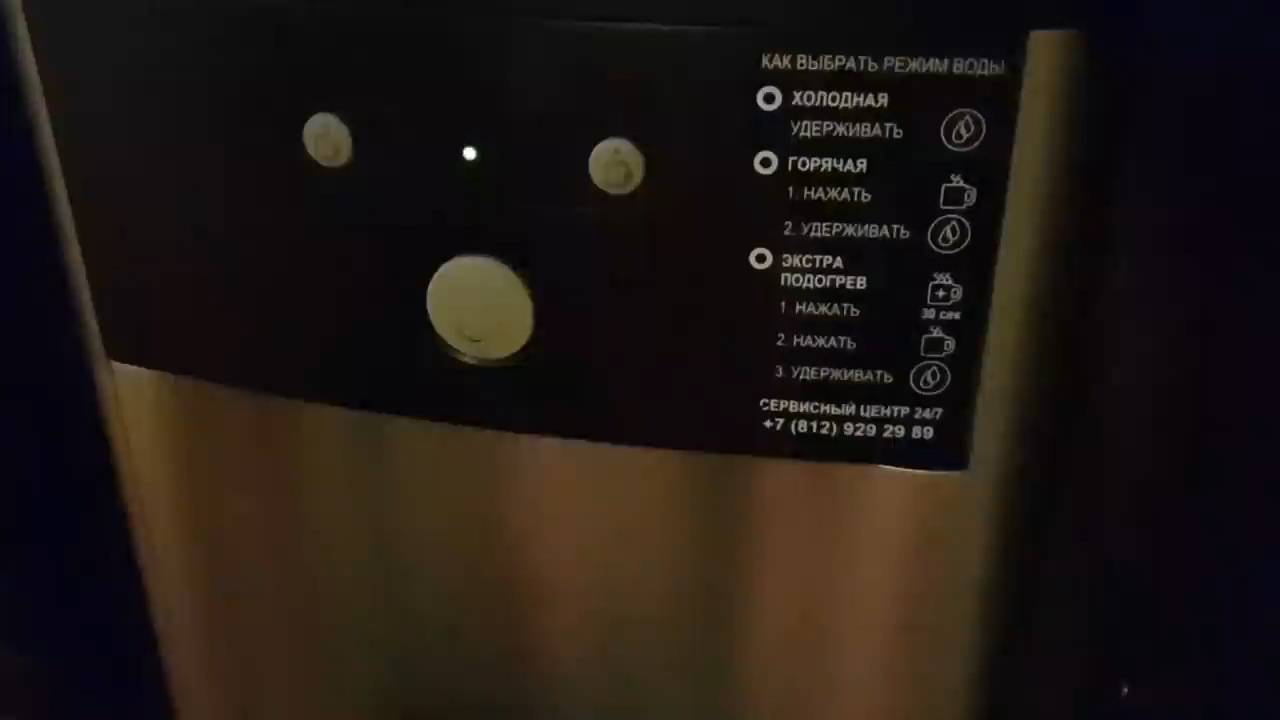 КАК ВЫБРАТЬ РЕЖИМ ВОДЫ
ХОЛОДНАЯ
УДЕРЖИВАТЬ
ГОРЯЧАЯ
1. НАЖАТЬ
2. УДЕРЖИВАТЬ
ЭКСТРА
ПОДОГРЕВ
1. НАЖАТЬ
30 сек
2. НАЖАТЬ
3. УДЕРЖИВАТЬ
СЕРВИСНЫЙ ЦЕНТР 24/7
+7 (812) 929 29 89